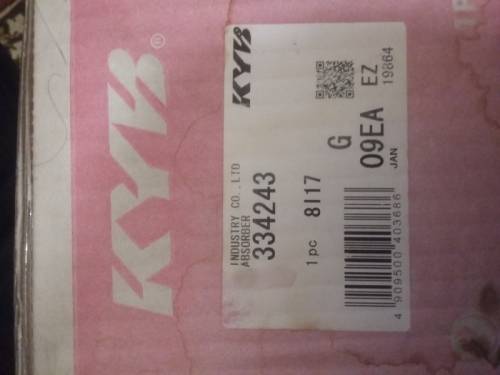 KYB®
KYB
INDUSTRY CO., LTD
ABSORBER
334243
1 pc 8I17
G
09EA
EZ
19864
JAN
4 909500 403686